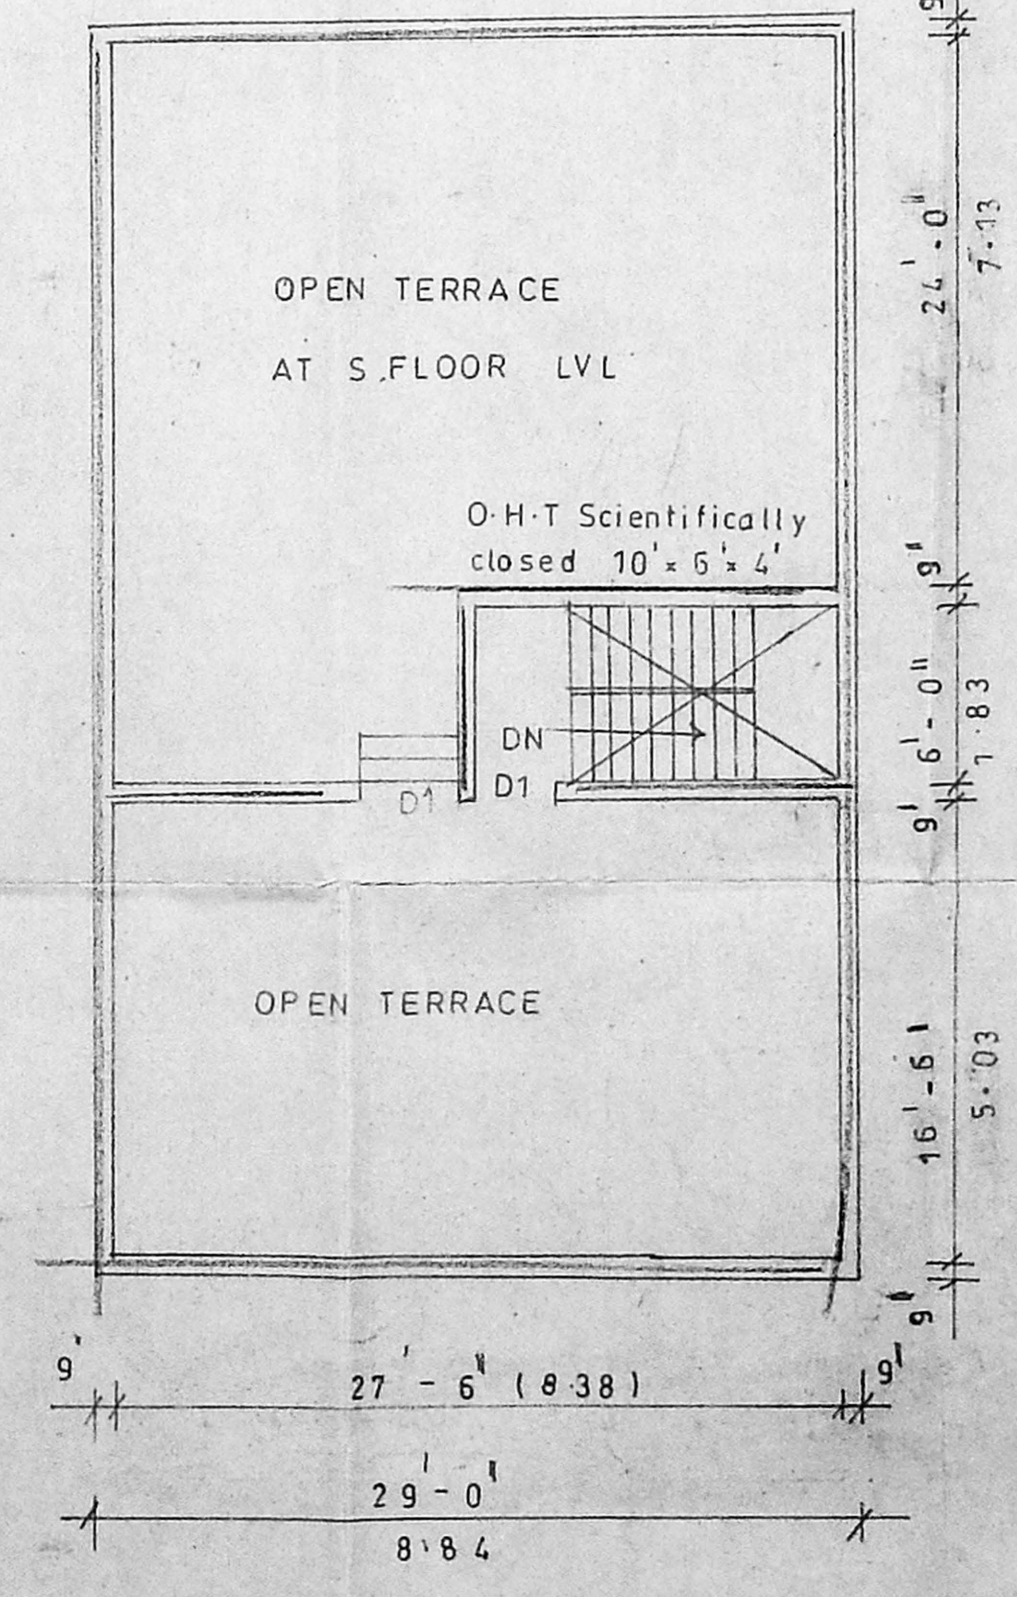 OPEN TERRACE
AT S.FLOOR LVL
O.H.T Scientifically
closed 10' x 6' x 4'
DN
D1
D1
OPEN TERRACE
9"
24'-0"
7.13
9"
6'-0"
1.83
9'
16'-6'
5.03
9'
9'
27'-6" (8.38)
9'
29'-0"
8.84